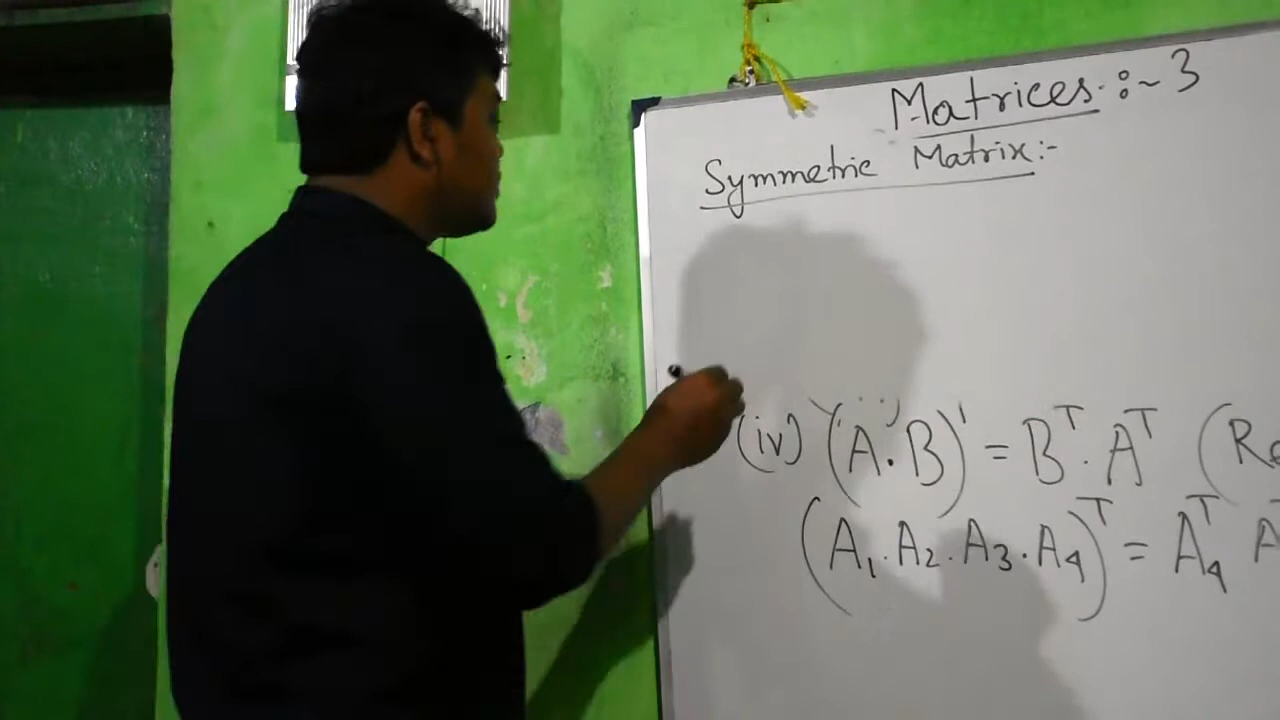 Matrices :~ 3
Symmetric Matrix:-
(iv) (A.B)' = B^T . A^T (R
(A₁.A₂.A₃.A₄)^T = A₄^T A